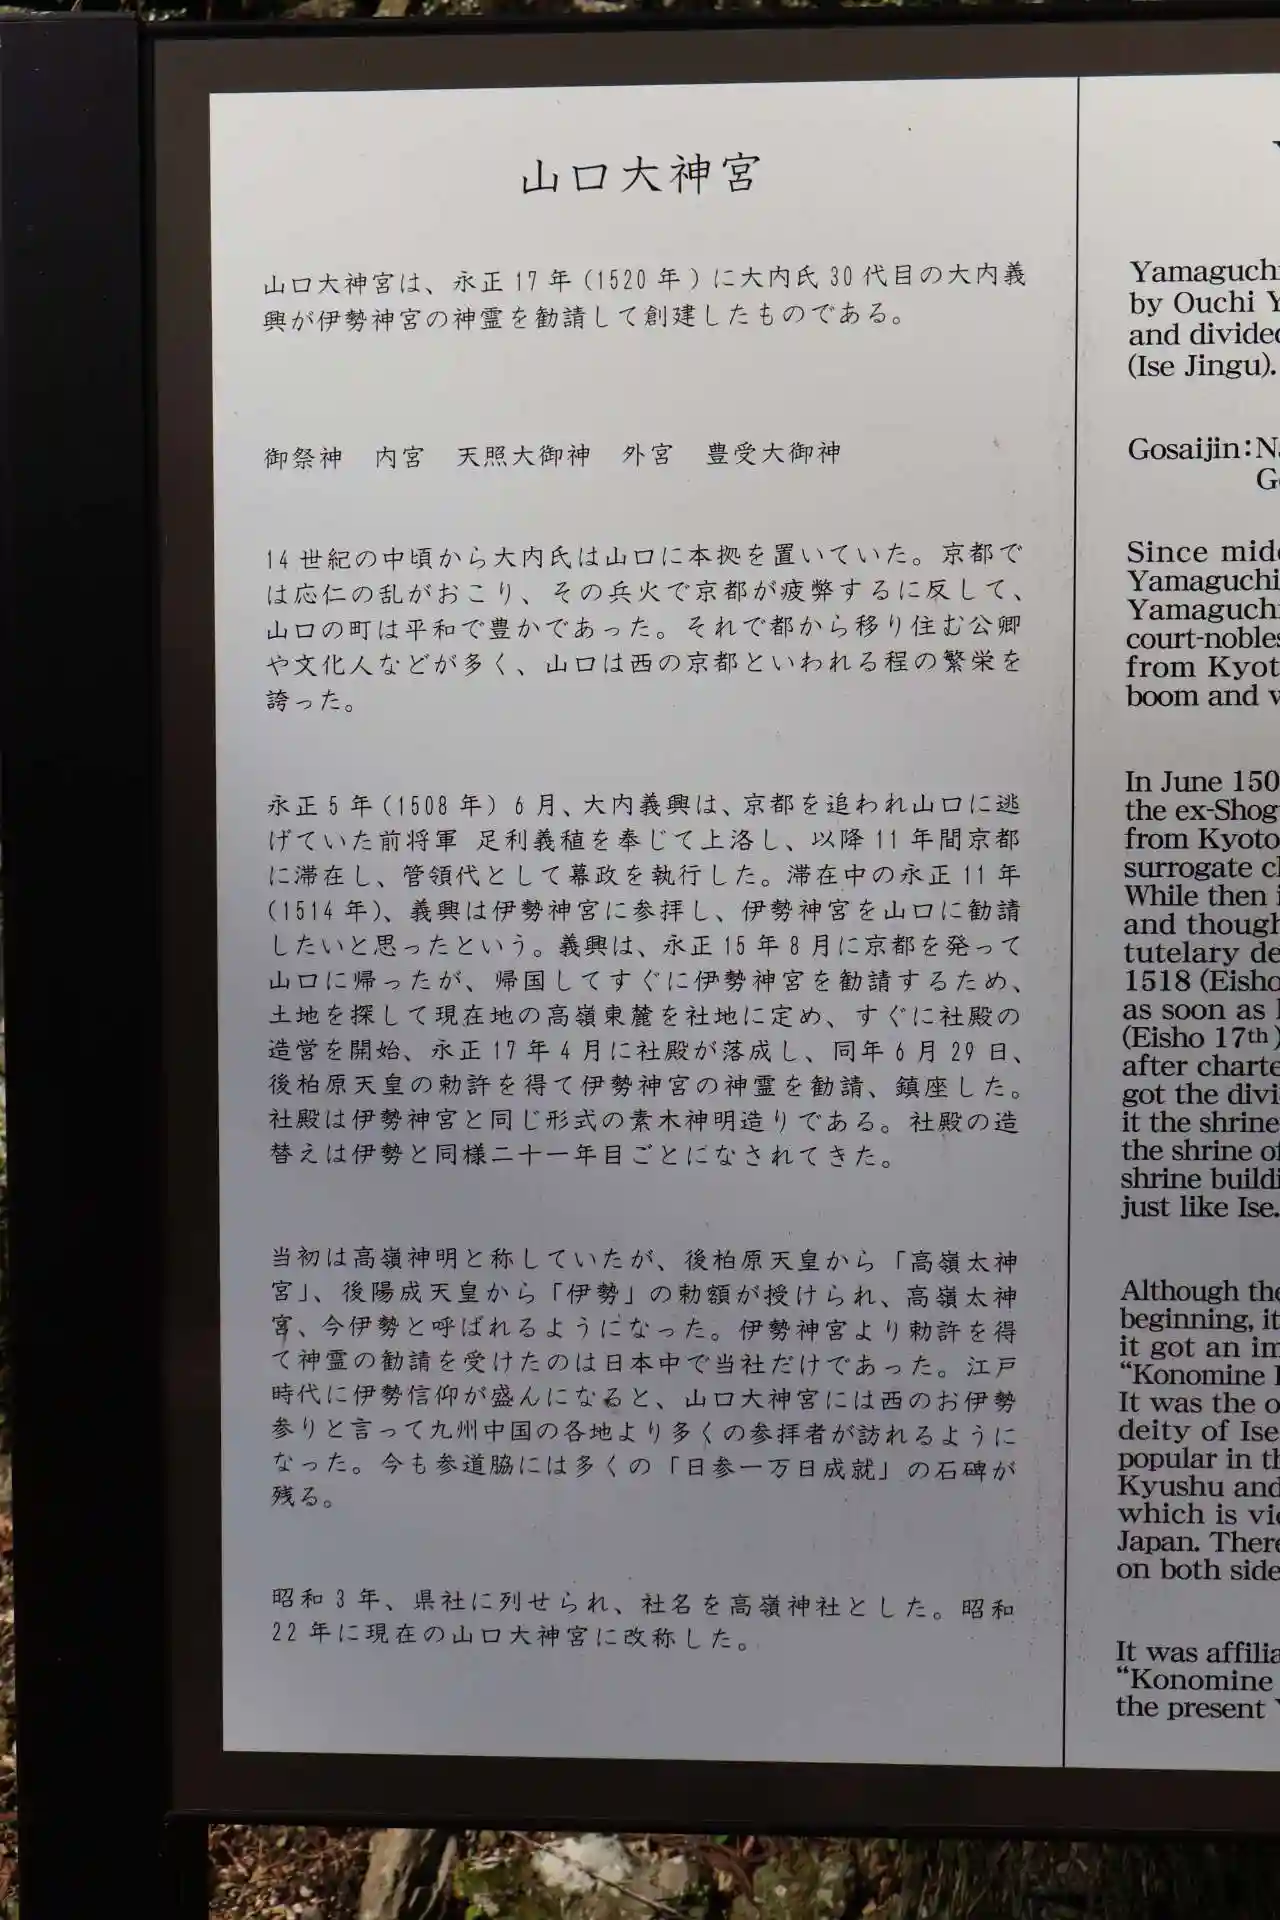 山口大神宮
山口大神宮は、永正17年(1520年)に大内氏30代目の大内義
興が伊勢神宮の神霊を勧請して創建したものである。
御祭神　内宮　天照大御神　外宮　豊受大御神
14世紀の中頃から大内氏は山口に本拠を置いていた。京都で
は応仁の乱がおこり、その兵火で京都が疲弊するに反して、
山口の町は平和で豊かであった。それで都から移り住む公卿
や文化人などが多く、山口は西の京都といわれる程の繁栄を
誇った。
永正5年(1508年) 6月、大内義興は、京都を追われ山口に逃
げていた前将軍 足利義稙を奉じて上洛し、以降11年間京都
に滞在し、管領代として幕政を執行した。滞在中の永正11年
(1514年)、義興は伊勢神宮に参拝し、伊勢神宮を山口に勧請
したいと思ったという。義興は、永正15年8月に京都を発って
山口に帰ったが、帰国してすぐに伊勢神宮を勧請するため、
土地を探して現在地の高嶺東麓を社地に定め、すぐに社殿の
造営を開始、永正17年4月に社殿が落成し、同年6月29日、
後柏原天皇の勅許を得て伊勢神宮の神霊を勧請、鎮座した。
社殿は伊勢神宮と同じ形式の素木神明造りである。社殿の造
替えは伊勢と同様二十一年目ごとになされてきた。
当初は高嶺神明と称していたが、後柏原天皇から「高嶺太神
宮」、後陽成天皇から「伊勢」の勅額が授けられ、高嶺太神
宮、今伊勢と呼ばれるようになった。伊勢神宮より勅許を得
て神霊の勧請を受けたのは日本中で当社だけであった。江戸
時代に伊勢信仰が盛んになると、山口大神宮には西のお伊勢
参りと言って九州中国の各地より多くの参拝者が訪れるように
なった。今も参道脇には多くの「日参一万日成就」の石碑が
残る。
昭和3年、県社に列せられ、社名を高嶺神社とした。昭和
22年に現在の山口大神宮に改称した。
Yamaguchi
by Ouchi Y
and divided
(Ise Jingu).
Gosaijin:Na
Ge
Since midd
Yamaguchi
Yamaguchi
court-nobles
from Kyot
boom and w
In June 150
the ex-Shog
from Kyoto
surrogate cl
While then i
and though
tutelary de
1518 (Eisho
as soon as
(Eisho 17th)
after charte
got the divi
it the shrine
the shrine of
shrine buildi
just like Ise.
Although the
beginning, it
it got an im
“Konomine
It was the o
deity of Ise
popular in th
Kyushu and
which is vie
Japan. There
on both side
It was affilia
“Konomine
the present